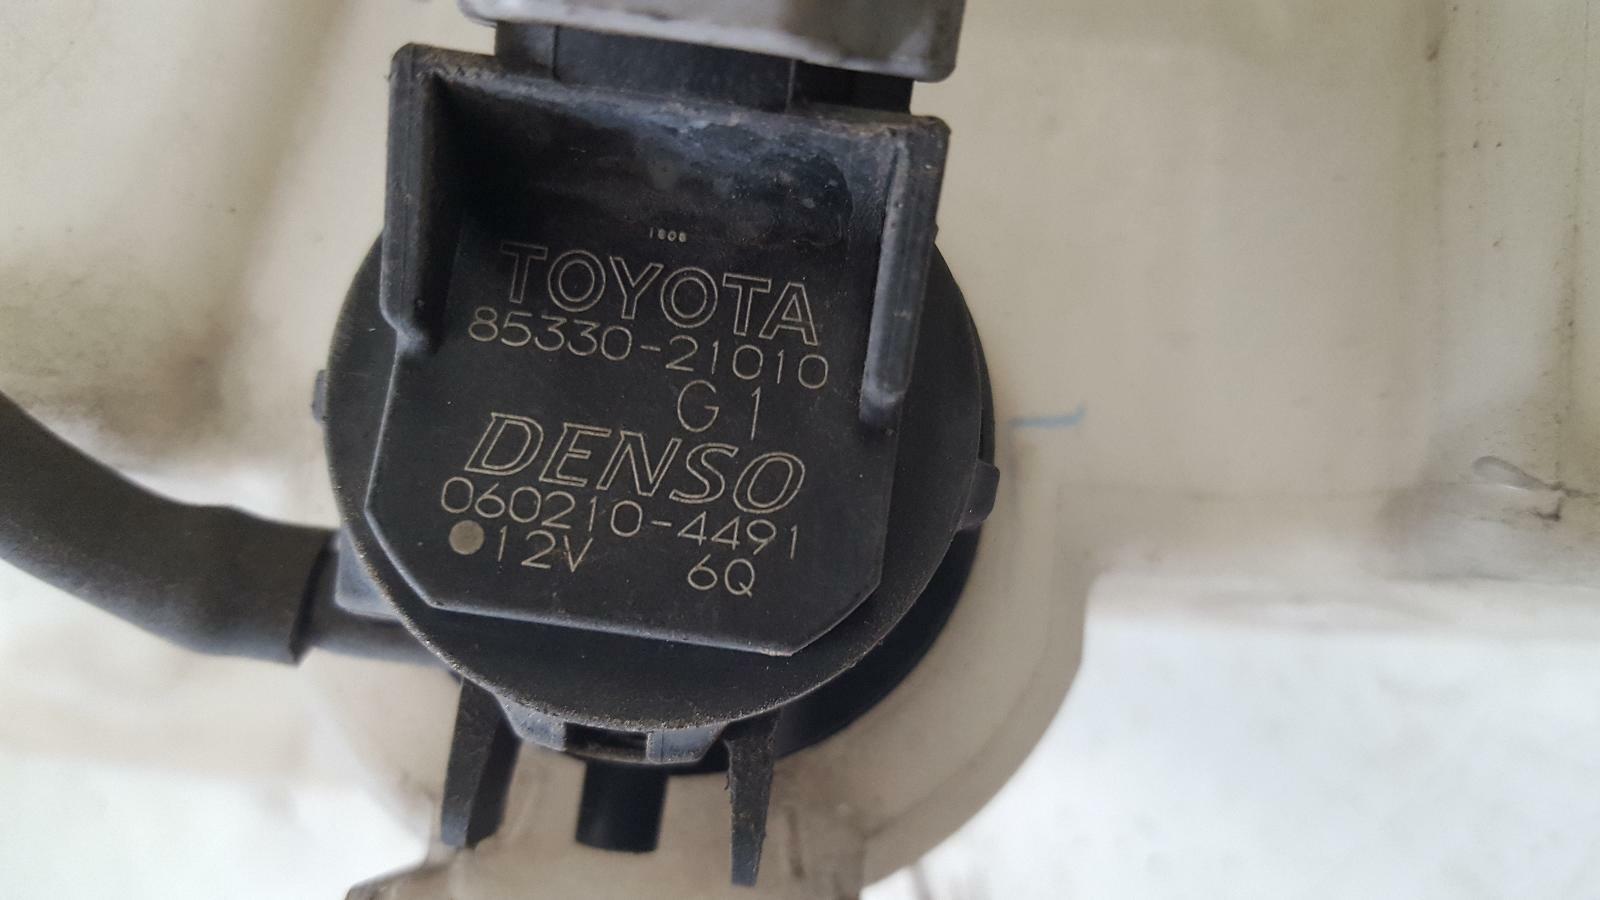 TOYOTA
85330-21010
G1
DENSO
060210-4491
12V 6Q